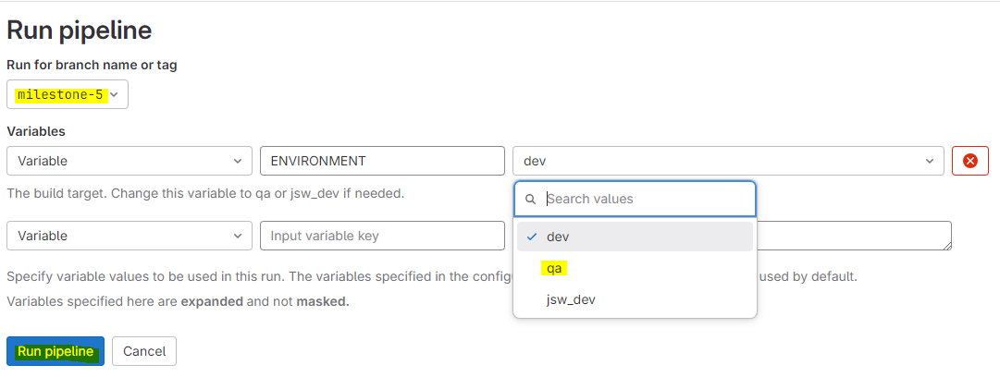 Run pipeline
Run for branch name or tag
milestone-5
Variables
Variable ENVIRONMENT dev
The build target. Change this variable to qa or jsw_dev if needed.
Search values
dev
qa
jsw_dev
Variable Input variable key
Specify variable values to be used in this run. The variables specified in the config used by default.
Variables specified here are expanded and not masked.
Run pipeline Cancel